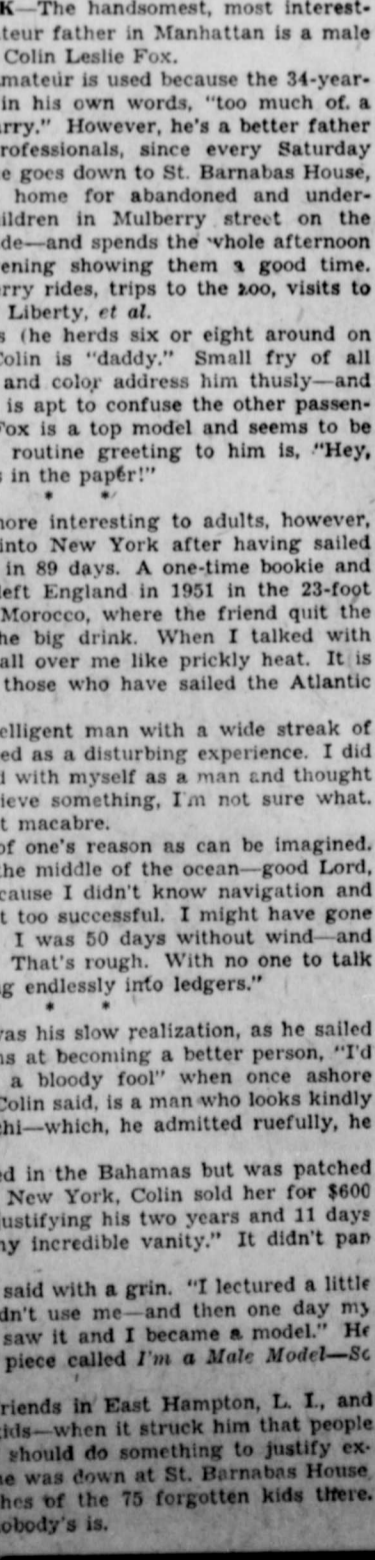 K—The handsomest, most interest-
teur father in Manhattan is a male
Colin Leslie Fox.
mateur is used because the 34-year-
in his own words, "too much of. a
rry." However, he's a better father
rofessionals, since every Saturday
e goes down to St. Barnabas House,
home for abandoned and under-
ildren in Mulberry street on the
de—and spends the whole afternoon
ening showing them a good time.
rry rides, trips to the zoo, visits to
Liberty, et al.
s (he herds six or eight around on
Colin is "daddy." Small fry of all
and color address him thusly—and
is apt to confuse the other passen-
Fox is a top model and seems to be
routine greeting to him is, "Hey,
s in the paper!"
* *
more interesting to adults, however,
into New York after having sailed
in 89 days. A one-time bookie and
left England in 1951 in the 23-foot
Morocco, where the friend quit the
he big drink. When I talked with
all over me like prickly heat. It is
those who have sailed the Atlantic
elligent man with a wide streak of
ed as a disturbing experience. I did
d with myself as a man and thought
ieve something, I'm not sure what.
t macabre.
of one's reason as can be imagined.
the middle of the ocean—good Lord,
cause I didn't know navigation and
t too successful. I might have gone
I was 50 days without wind—and
That's rough. With no one to talk
g endlessly into ledgers."
* *
was his slow realization, as he sailed
ns at becoming a better person, "I'd
a bloody fool" when once ashore
Colin said, is a man who looks kindly
chi—which, he admitted ruefully, he
ed in the Bahamas but was patched
New York, Colin sold her for $600
justifying his two years and 11 days
ny incredible vanity." It didn't pan
said with a grin. "I lectured a little
dn't use me—and then one day my
saw it and I became a model." He
piece called I'm a Male Model—Sc
riends in East Hampton, L. I., and
kids—when it struck him that people
should do something to justify ex-
he was down at St. Barnabas House
hes of the 75 forgotten kids there.
obody's is.